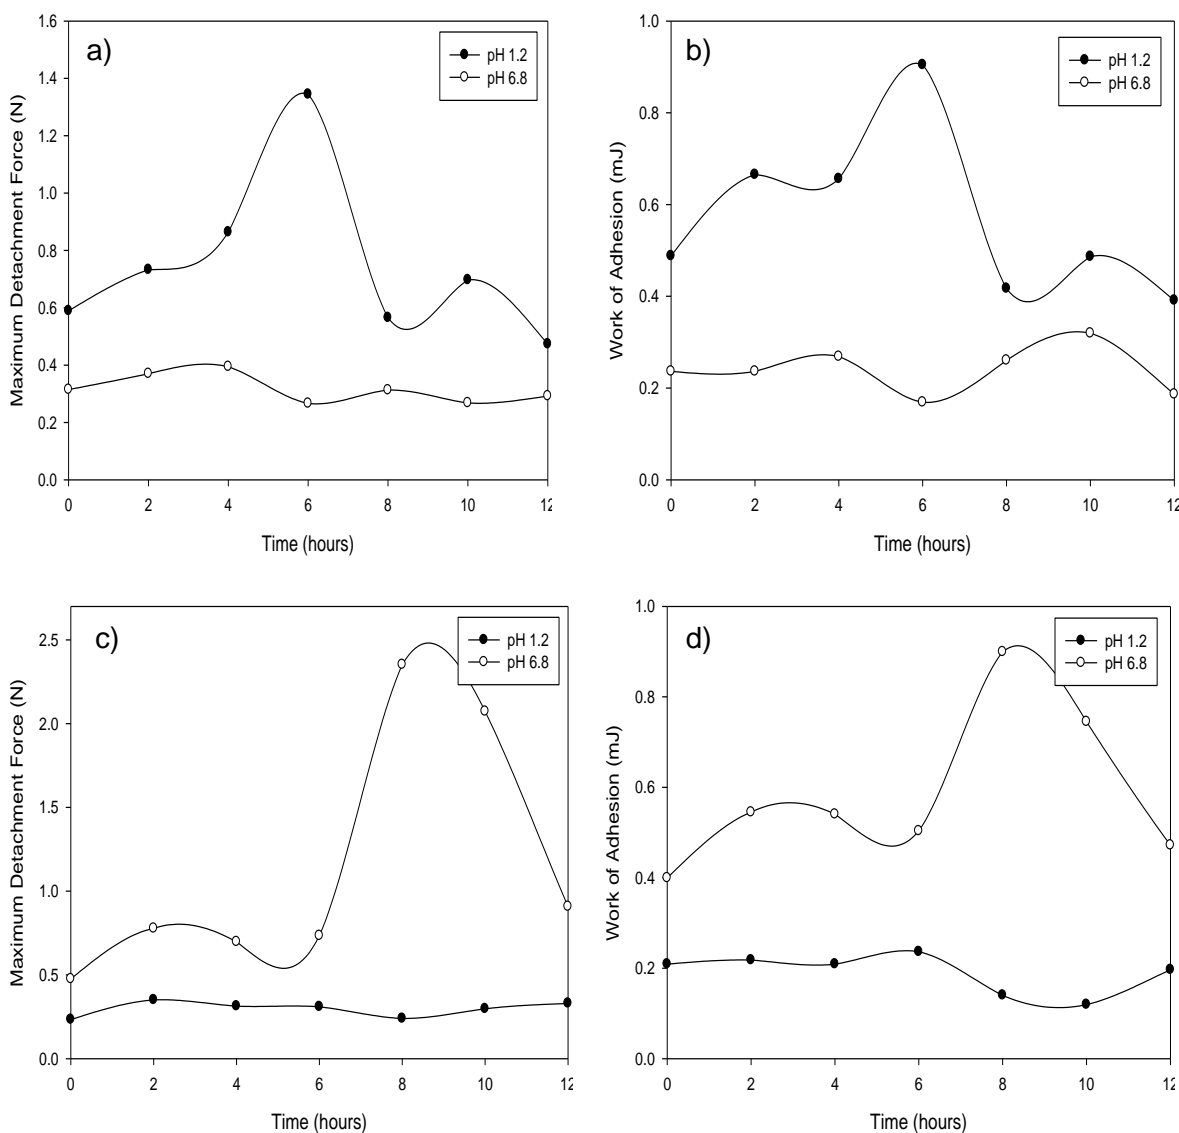 a)
Maximum Detachment Force (N)
1.6
1.4
1.2
1.0
0.8
0.6
0.4
0.2
0.0
0 2 4 6 8 10 12
Time (hours)
pH 1.2
pH 6.8
b)
Work of Adhesion (mJ)
1.0
0.8
0.6
0.4
0.2
0.0
0 2 4 6 8 10 12
Time (hours)
pH 1.2
pH 6.8
c)
Maximum Detachment Force (N)
2.5
2.0
1.5
1.0
0.5
0.0
0 2 4 6 8 10 12
Time (hours)
pH 1.2
pH 6.8
d)
Work of Adhesion (mJ)
1.0
0.8
0.6
0.4
0.2
0.0
0 2 4 6 8 10 12
Time (hours)
pH 1.2
pH 6.8